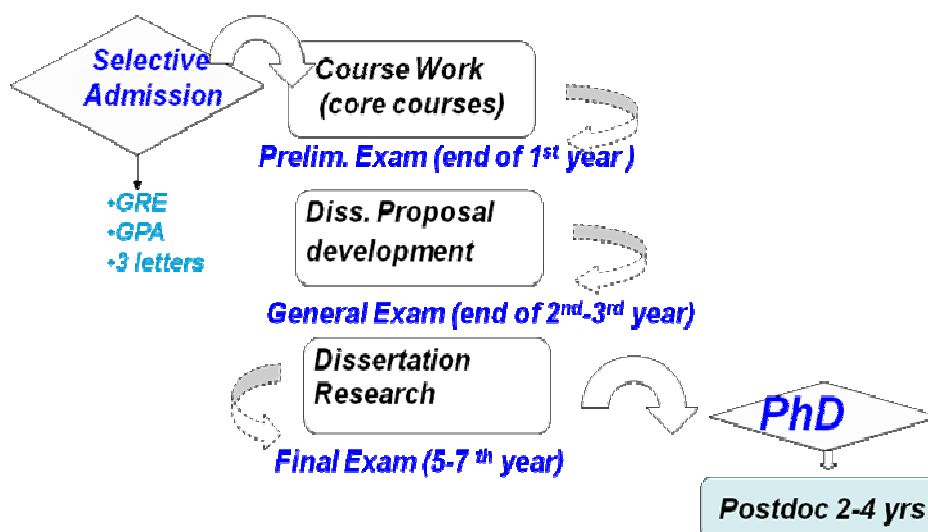 Selective
Admission
Course Work
(core courses)
Prelim. Exam (end of 1st year )
•GRE
•GPA
•3 letters
Diss. Proposal
development
General Exam (end of 2nd-3rd year)
Dissertation
Research
PhD
Final Exam (5-7 th year)
Postdoc 2-4 yrs